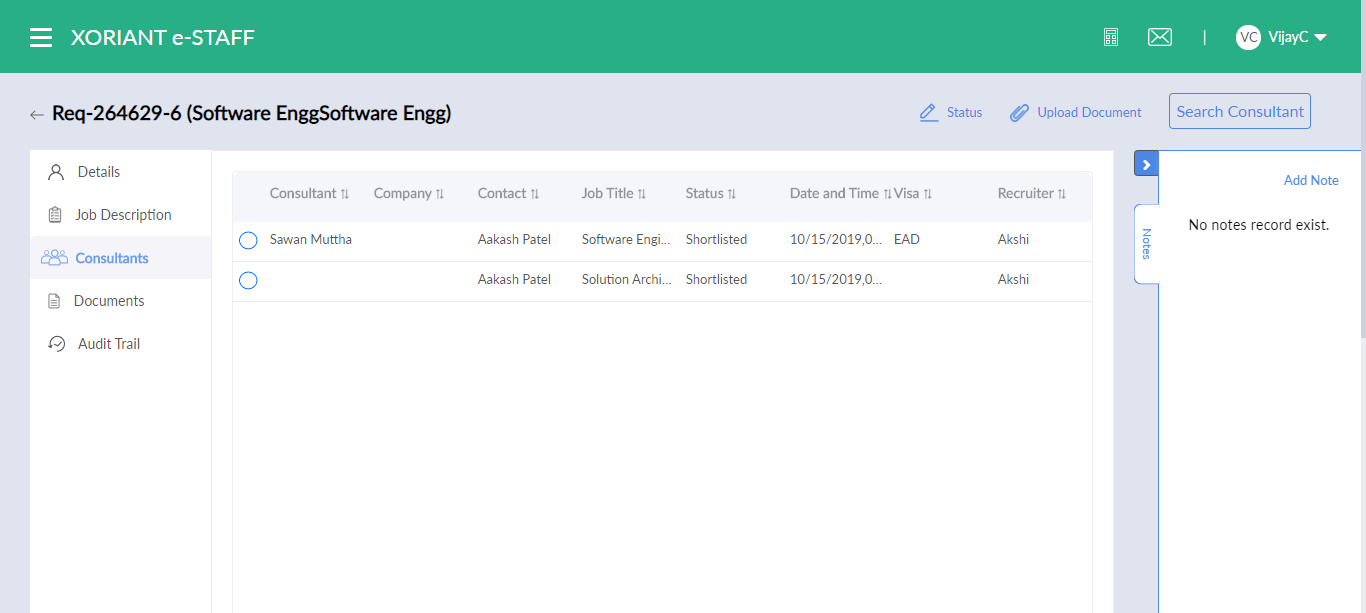 XORIANT e-STAFF
| VC VijayC
Req-264629-6 (Software EnggSoftware Engg)
Status Upload Document Search Consultant
Details
Job Description
Consultants
Documents
Audit Trail
Consultant Company Contact Job Title Status Date and Time Visa Recruiter
Sawan Muttha Aakash Patel Software Engi... Shortlisted 10/15/2019,0... EAD Akshi
Aakash Patel Solution Archi... Shortlisted 10/15/2019,0... Akshi
Notes
Add Note
No notes record exist.